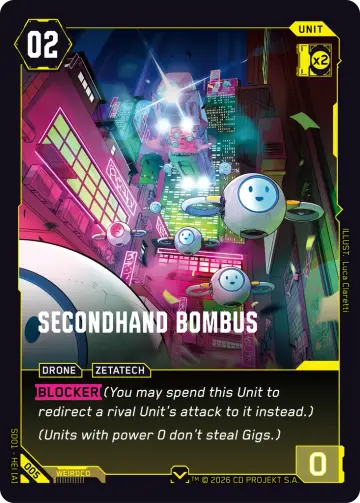 UNIT
02
x2
ILLUST. Luca Claretti
SECONDHAND BOMBUS
DRONE
ZETATECH
BLOCKER (You may spend this Unit to
redirect a rival Unit's attack to it instead.)
(Units with power 0 don't steal Gigs.)
0
005
WEIRDCO
™ © 2026 CD PROJEKT S.A.